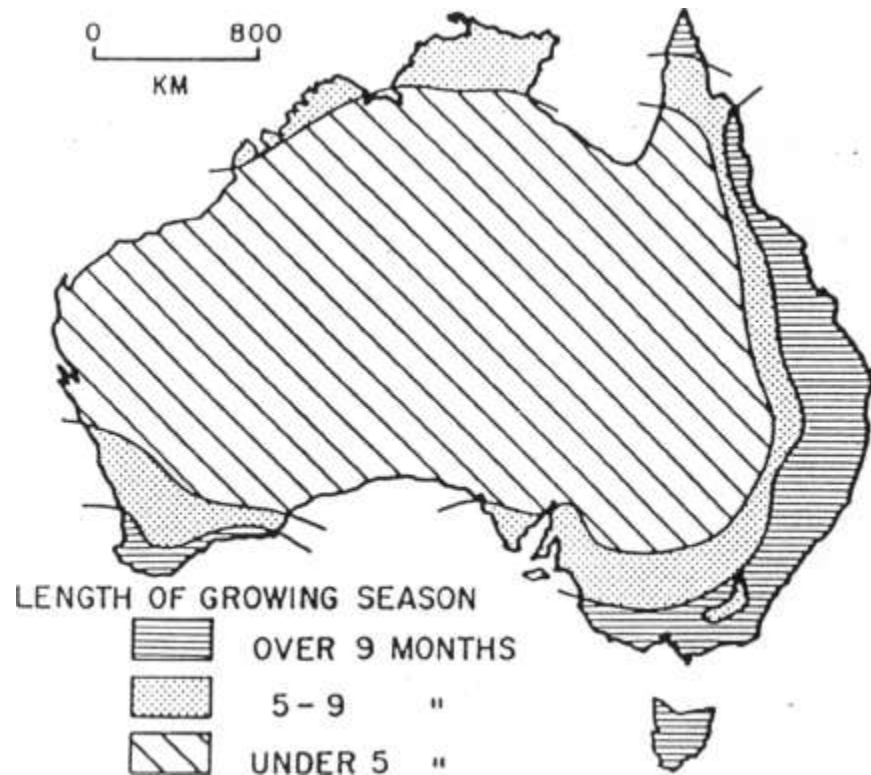 0 800
KM
LENGTH OF GROWING SEASON
OVER 9 MONTHS
5-9 "
UNDER 5 "